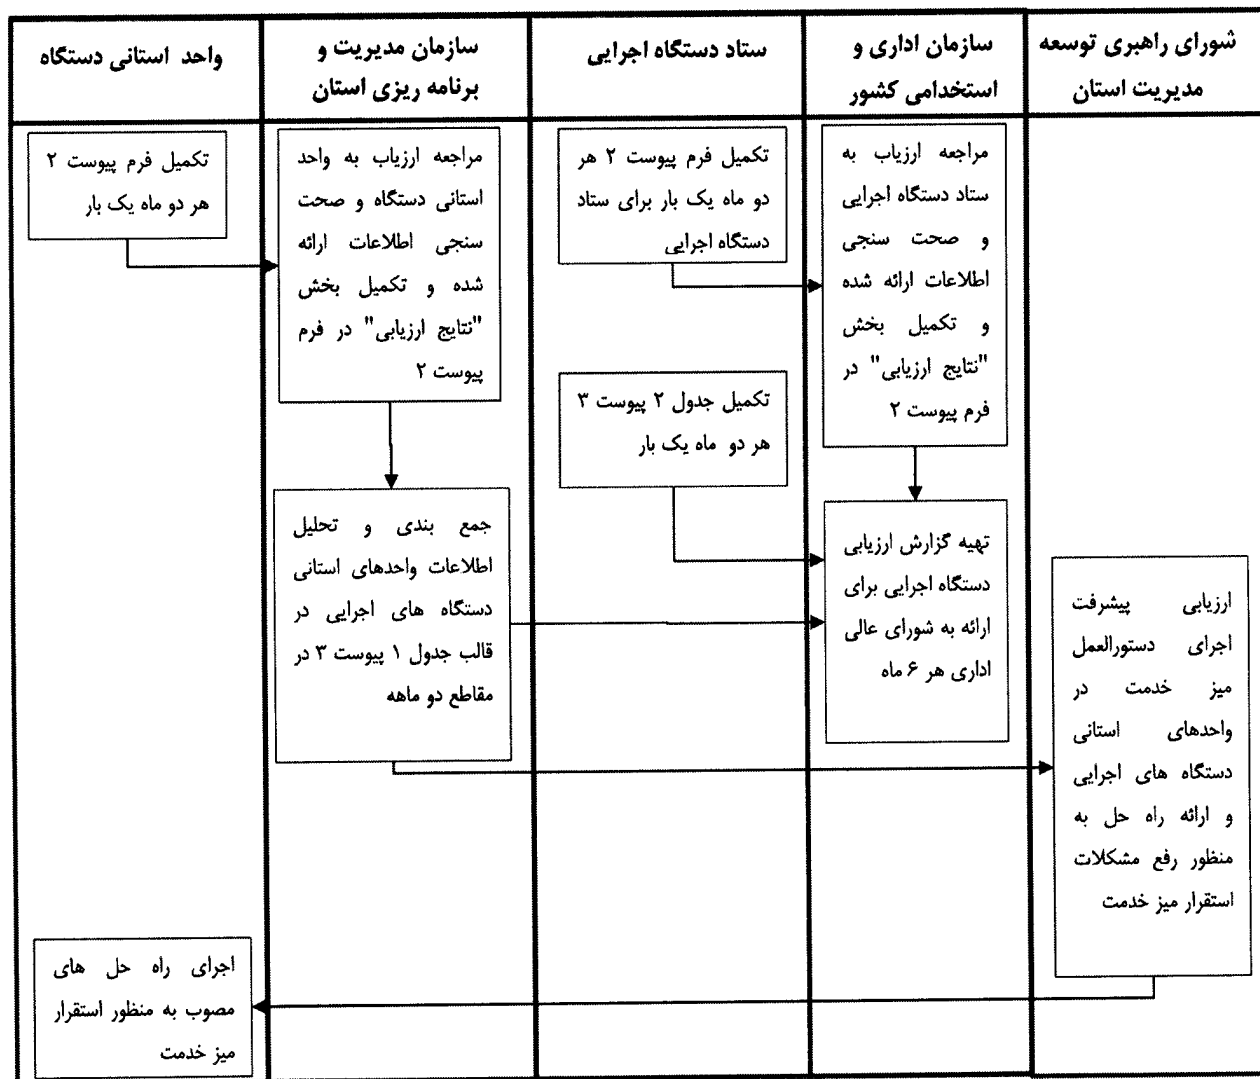 شورای راهبری توسعه
مدیریت استان
سازمان اداری و
استخدامی کشور
ستاد دستگاه اجرایی
سازمان مدیریت و
برنامه ریزی استان
واحد استانی دستگاه
مراجعه ارزیاب به
ستاد دستگاه اجرایی
و صحت سنجی
اطلاعات ارائه شده
و تکمیل بخش
"نتایج ارزیابی" در
فرم پیوست ۲
تکمیل فرم پیوست ۲ هر
دو ماه یک بار برای ستاد
دستگاه اجرایی
مراجعه ارزیاب به واحد
استانی دستگاه و صحت
سنجی اطلاعات ارائه
شده و تکمیل بخش
"نتایج ارزیابی" در فرم
پیوست ۲
تکمیل فرم پیوست ۲
هر دو ماه یک بار
تکمیل جدول ۲ پیوست ۳
هر دو ماه یک بار
تهیه گزارش ارزیابی
دستگاه اجرایی برای
ارائه به شورای عالی
اداری هر ۶ ماه
جمع بندی و تحلیل
اطلاعات واحدهای استانی
دستگاه های اجرایی در
قالب جدول ۱ پیوست ۳ در
مقاطع دو ماهه
ارزیابی پیشرفت
اجرای دستورالعمل
میز خدمت در
واحدهای استانی
دستگاه های اجرایی
و ارائه راه حل به
منظور رفع مشکلات
استقرار میز خدمت
اجرای راه حل های
مصوب به منظور استقرار
میز خدمت